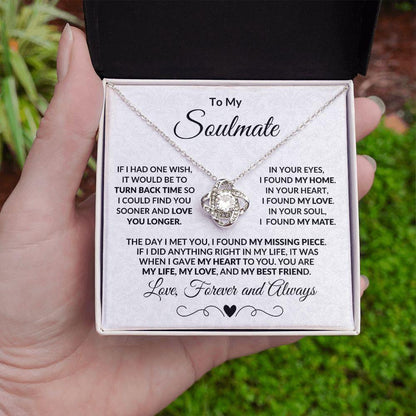 To My
Soulmate
IF I HAD ONE WISH,
IT WOULD BE TO
TURN BACK TIME SO
I COULD FIND YOU
SOONER AND LOVE
YOU LONGER.
IN YOUR EYES,
I FOUND MY HOME.
IN YOUR HEART,
I FOUND MY LOVE.
IN YOUR SOUL,
I FOUND MY MATE.
THE DAY I MET YOU, I FOUND MY MISSING PIECE.
IF I DID ANYTHING RIGHT IN MY LIFE, IT WAS
WHEN I GAVE MY HEART TO YOU. YOU ARE
MY LIFE, MY LOVE, AND MY BEST FRIEND.
Love, Forever and Always